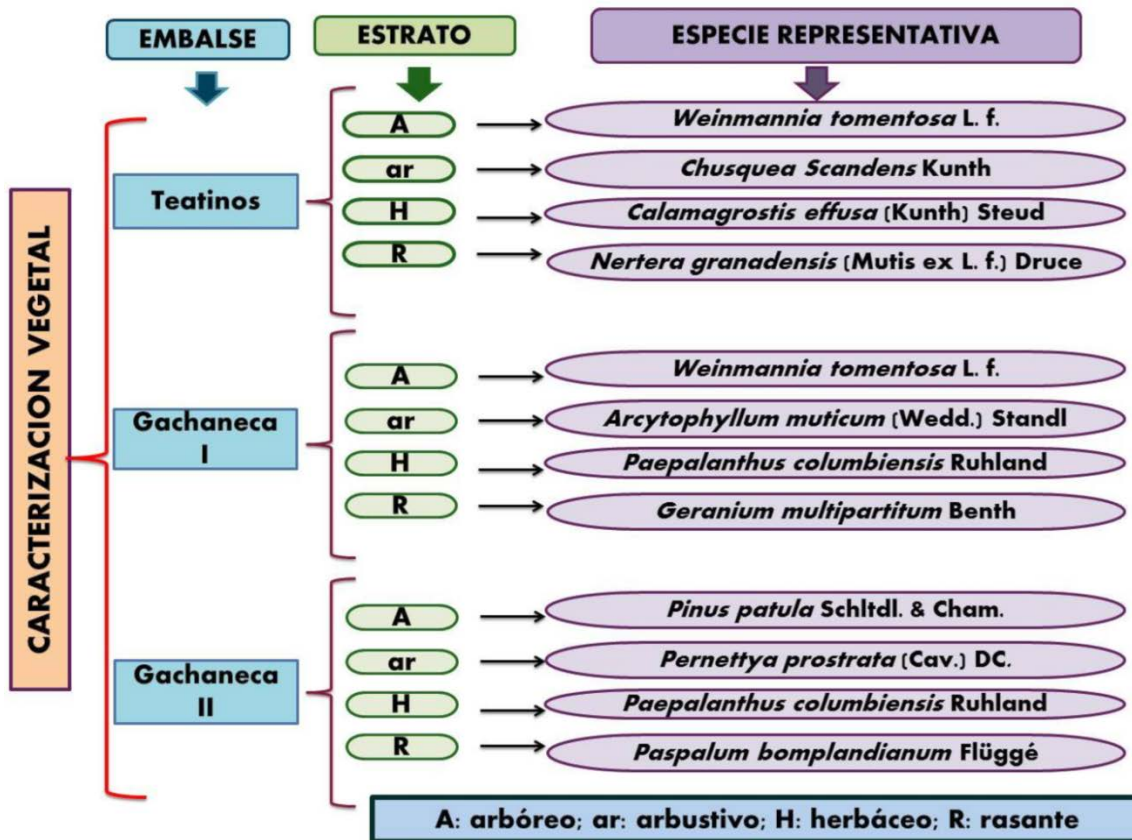 EMBALSE
ESTRATO
ESPECIE REPRESENTATIVA
CARACTERIZACION VEGETAL
Teatinos
A
Weinmannia tomentosa L. f.
ar
Chusquea Scandens Kunth
H
Calamagrostis effusa (Kunth) Steud
R
Nertera granadensis (Mutis ex L. f.) Druce
Gachaneca
I
A
Weinmannia tomentosa L. f.
ar
Arcytophyllum muticum (Wedd.) Standl
H
Paepalanthus columbiensis Ruhland
R
Geranium multipartitum Benth
Gachaneca
II
A
Pinus patula Schltdl. & Cham.
ar
Pernettya prostrata (Cav.) DC.
H
Paepalanthus columbiensis Ruhland
R
Paspalum bomplandianum Flüggé
A: arbóreo; ar: arbustivo; H: herbáceo; R: rasante